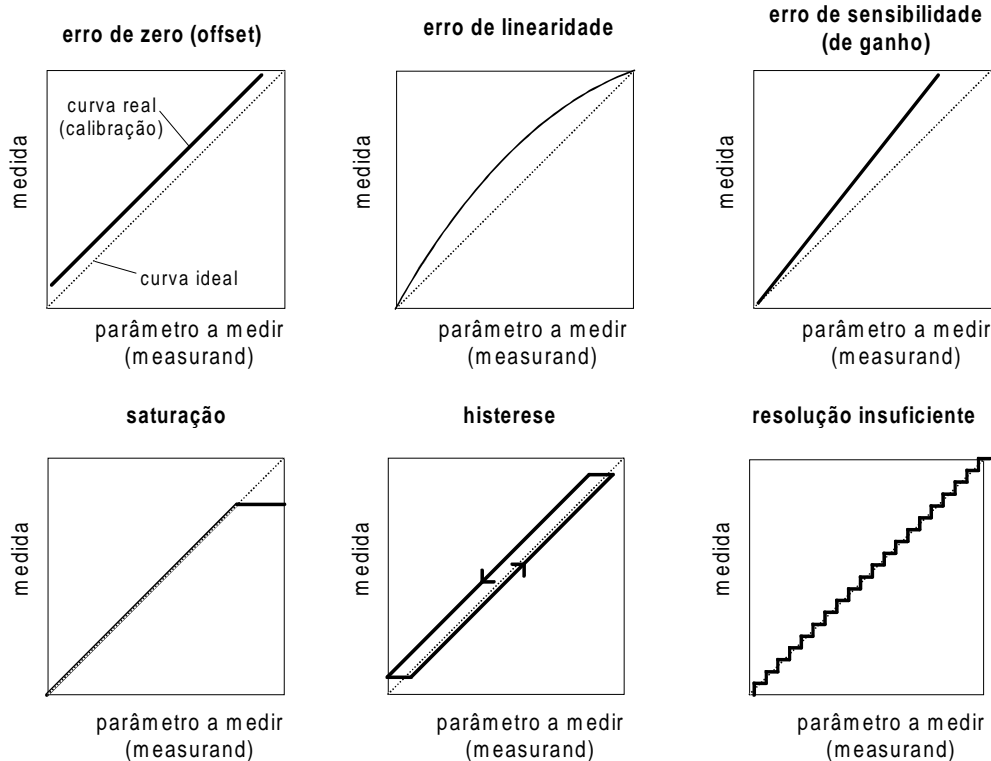 erro de zero (offset)
curva real
(calibração)
curva ideal
medida
parâmetro a medir
(measurand)
erro de linearidade
medida
parâmetro a medir
(measurand)
erro de sensibilidade
(de ganho)
medida
parâmetro a medir
(measurand)
saturação
medida
parâmetro a medir
(measurand)
histerese
medida
parâmetro a medir
(measurand)
resolução insuficiente
medida
parâmetro a medir
(measurand)